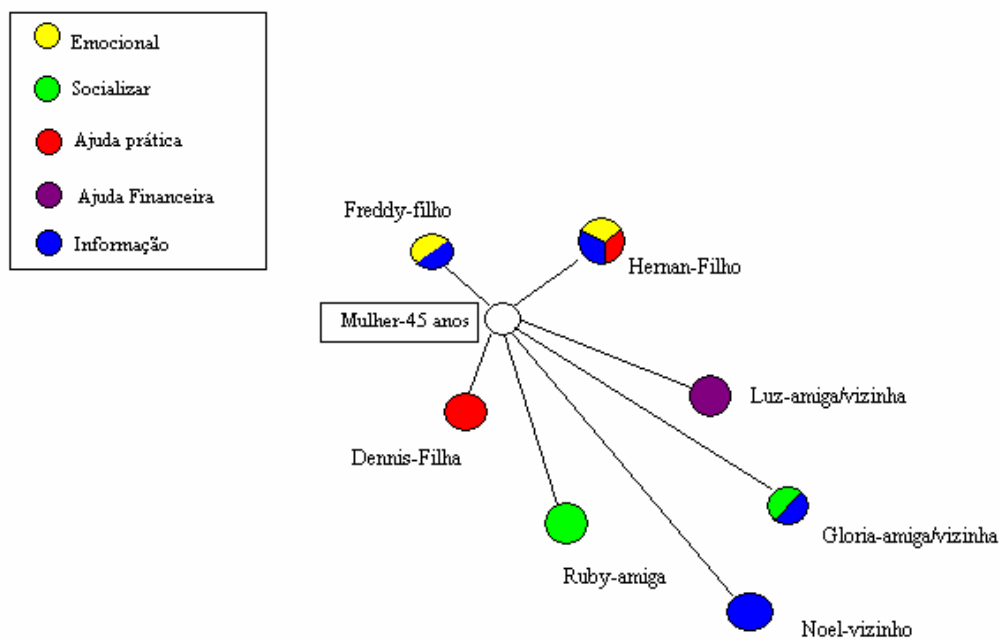 Emocional
Socializar
Ajuda prática
Ajuda Financeira
Informação
Freddy-filho
Hernan-Filho
Mulher-45 anos
Luz-amiga/vizinha
Dennis-Filha
Gloria-amiga/vizinha
Ruby-amiga
Noel-vizinho